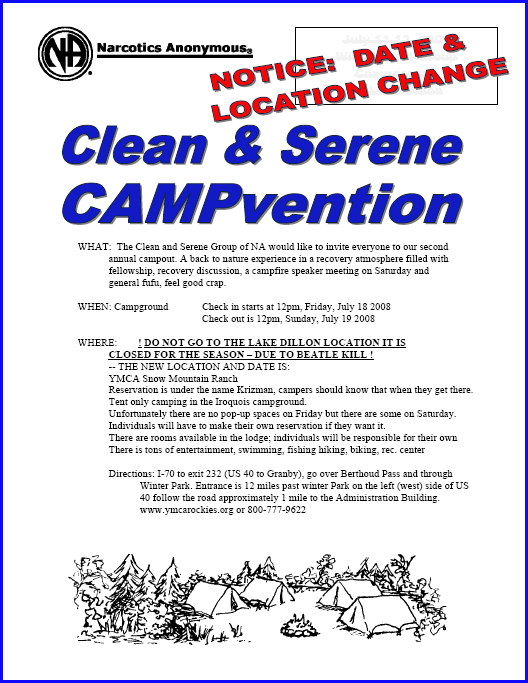 NA
Narcotics Anonymous®
NOTICE: DATE &
LOCATION CHANGE
Clean & Serene
CAMPvention
WHAT: The Clean and Serene Group of NA would like to invite everyone to our second
annual campout. A back to nature experience in a recovery atmosphere filled with
fellowship, recovery discussion, a campfire speaker meeting on Saturday and
general fufu, feel good crap.
WHEN: Campground Check in starts at 12pm, Friday, July 18 2008
Check out is 12pm, Sunday, July 19 2008
WHERE: ! DO NOT GO TO THE LAKE DILLON LOCATION IT IS
CLOSED FOR THE SEASON – DUE TO BEATLE KILL !
-- THE NEW LOCATION AND DATE IS:
YMCA Snow Mountain Ranch
Reservation is under the name Krizman, campers should know that when they get there.
Tent only camping in the Iroquois campground.
Unfortunately there are no pop-up spaces on Friday but there are some on Saturday.
Individuals will have to make their own reservation if they want it.
There are rooms available in the lodge; individuals will be responsible for their own
There is tons of entertainment, swimming, fishing hiking, biking, rec. center
Directions: I-70 to exit 232 (US 40 to Granby), go over Berthoud Pass and through
Winter Park. Entrance is 12 miles past winter Park on the left (west) side of US
40 follow the road approximately 1 mile to the Administration Building.
www.ymcarockies.org or 800-777-9622